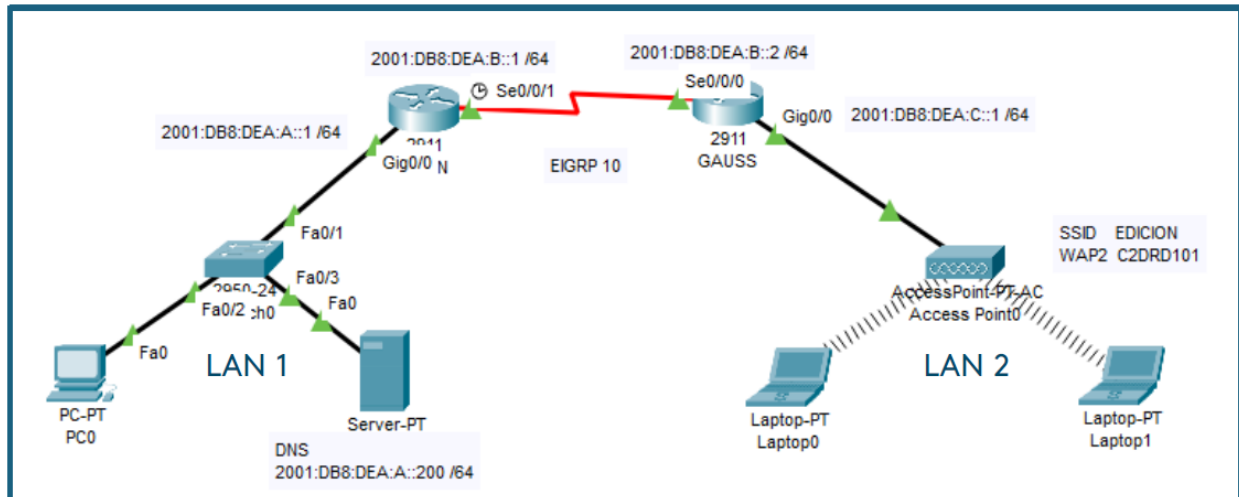 2001:DB8:DEA:B::1 /64
2001:DB8:DEA:B::2 /64
Se0/0/1
Se0/0/0
2001:DB8:DEA:A::1 /64
Gig0/0
2001:DB8:DEA:C::1 /64
2911
Gig0/0 N
2911
GAUSS
EIGRP 10
Fa0/1
SSID EDICION
WAP2 C2DRD101
Fa0/3
2950-24
Fa0/2
Fa0
AccessPoint-PT-AC
Access Point0
Fa0
LAN 1
LAN 2
PC-PT
PC0
Server-PT
Laptop-PT
Laptop0
Laptop-PT
Laptop1
DNS
2001:DB8:DEA:A::200 /64